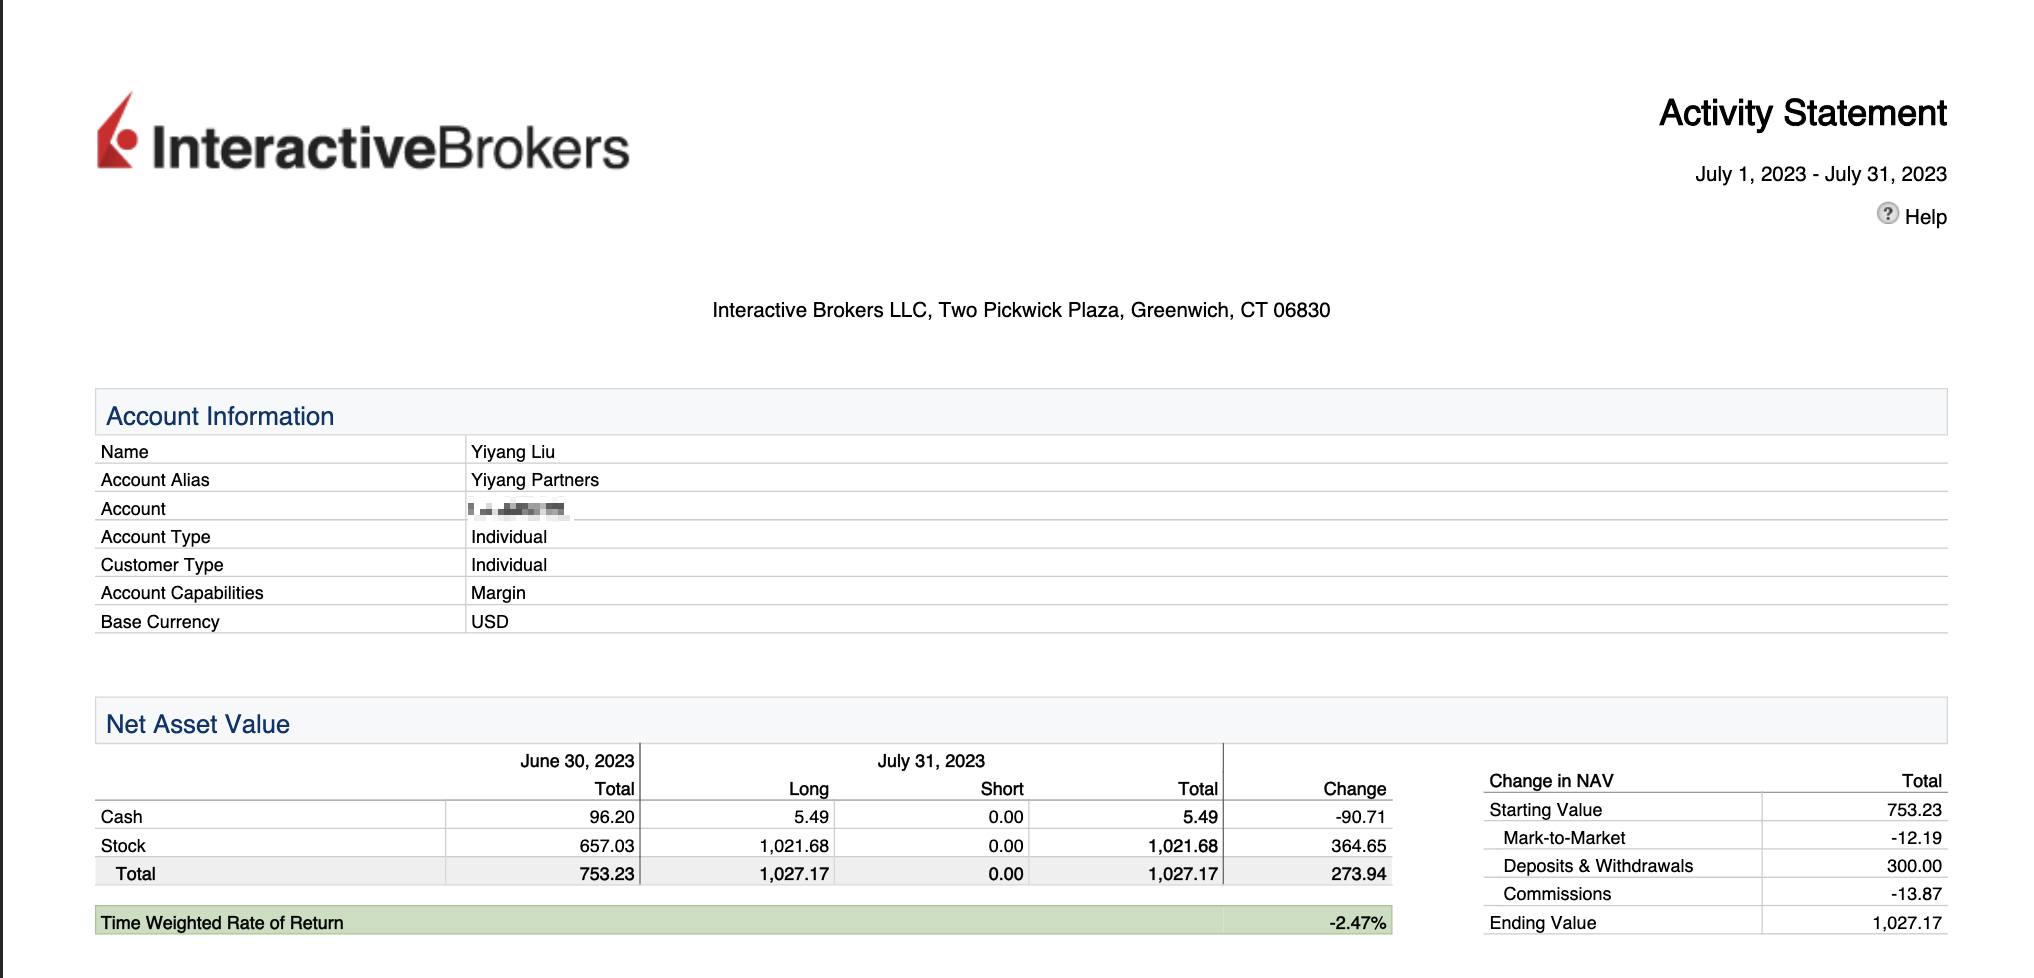 InteractiveBrokers
Activity Statement
July 1, 2023 - July 31, 2023
? Help
Interactive Brokers LLC, Two Pickwick Plaza, Greenwich, CT 06830
Account Information
Name Yiyang Liu
Account Alias Yiyang Partners
Account
Account Type Individual
Customer Type Individual
Account Capabilities Margin
Base Currency USD
Net Asset Value
June 30, 2023 July 31, 2023
Total Long Short Total Change
Cash 96.20 5.49 0.00 5.49 -90.71
Stock 657.03 1,021.68 0.00 1,021.68 364.65
Total 753.23 1,027.17 0.00 1,027.17 273.94
Time Weighted Rate of Return -2.47%
Change in NAV Total
Starting Value 753.23
Mark-to-Market -12.19
Deposits & Withdrawals 300.00
Commissions -13.87
Ending Value 1,027.17